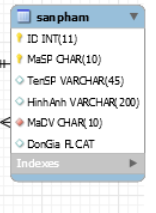 sanpham
ID INT(11)
MaSP CHAR(10)
TenSP VARCHAR(45)
HinhAnh VARCHAR(200)
MaDV CHAR(10)
DonGia FLOAT
Indexes